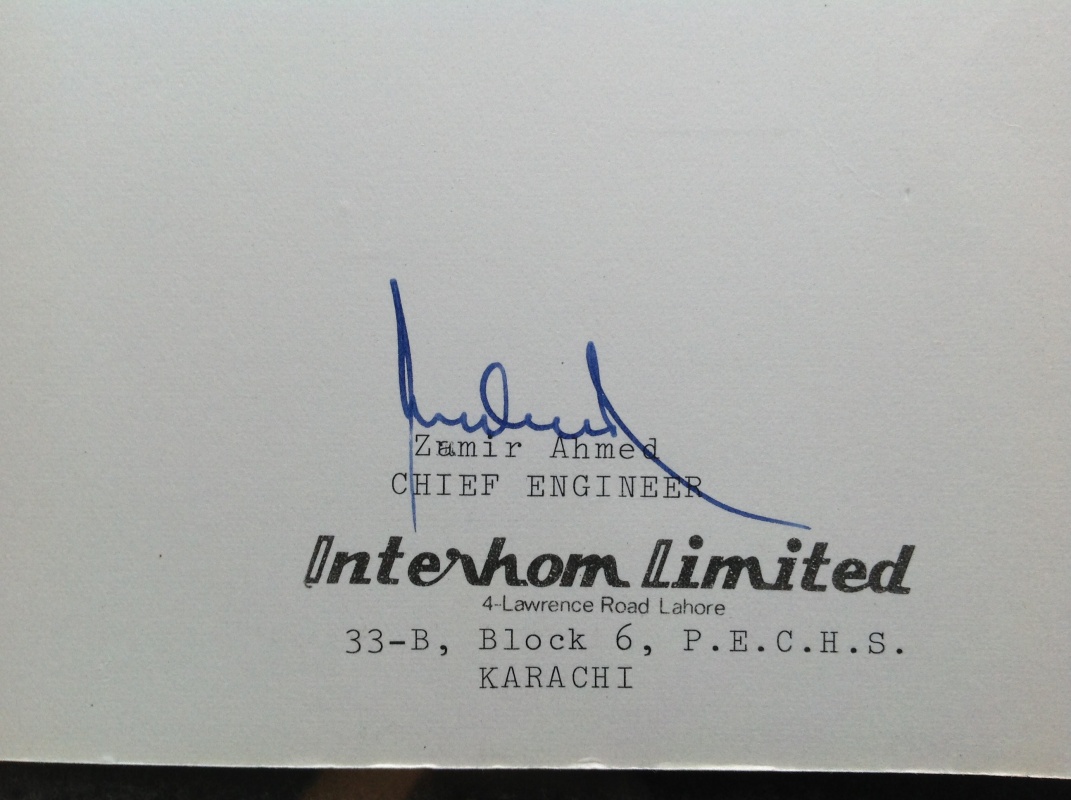 Zamir Ahmed
CHIEF ENGINEER
Interhom Limited
4-Lawrence Road Lahore
33-B, Block 6, P.E.C.H.S.
KARACHI